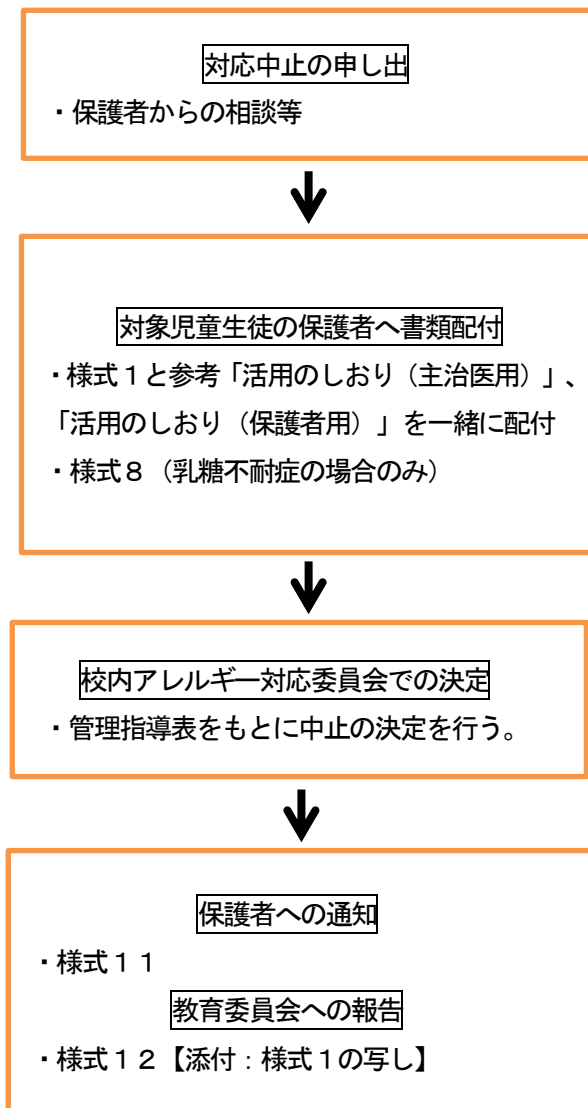 対応中止の申し出
・保護者からの相談等
対象児童生徒の保護者へ書類配付
・様式１と参考「活用のしおり（主治医用）」、
「活用のしおり（保護者用）」を一緒に配付
・様式８（乳糖不耐症の場合のみ）
校内アレルギー対応委員会での決定
・管理指導表をもとに中止の決定を行う。
保護者への通知
・様式１１
教育委員会への報告
・様式１２【添付：様式１の写し】